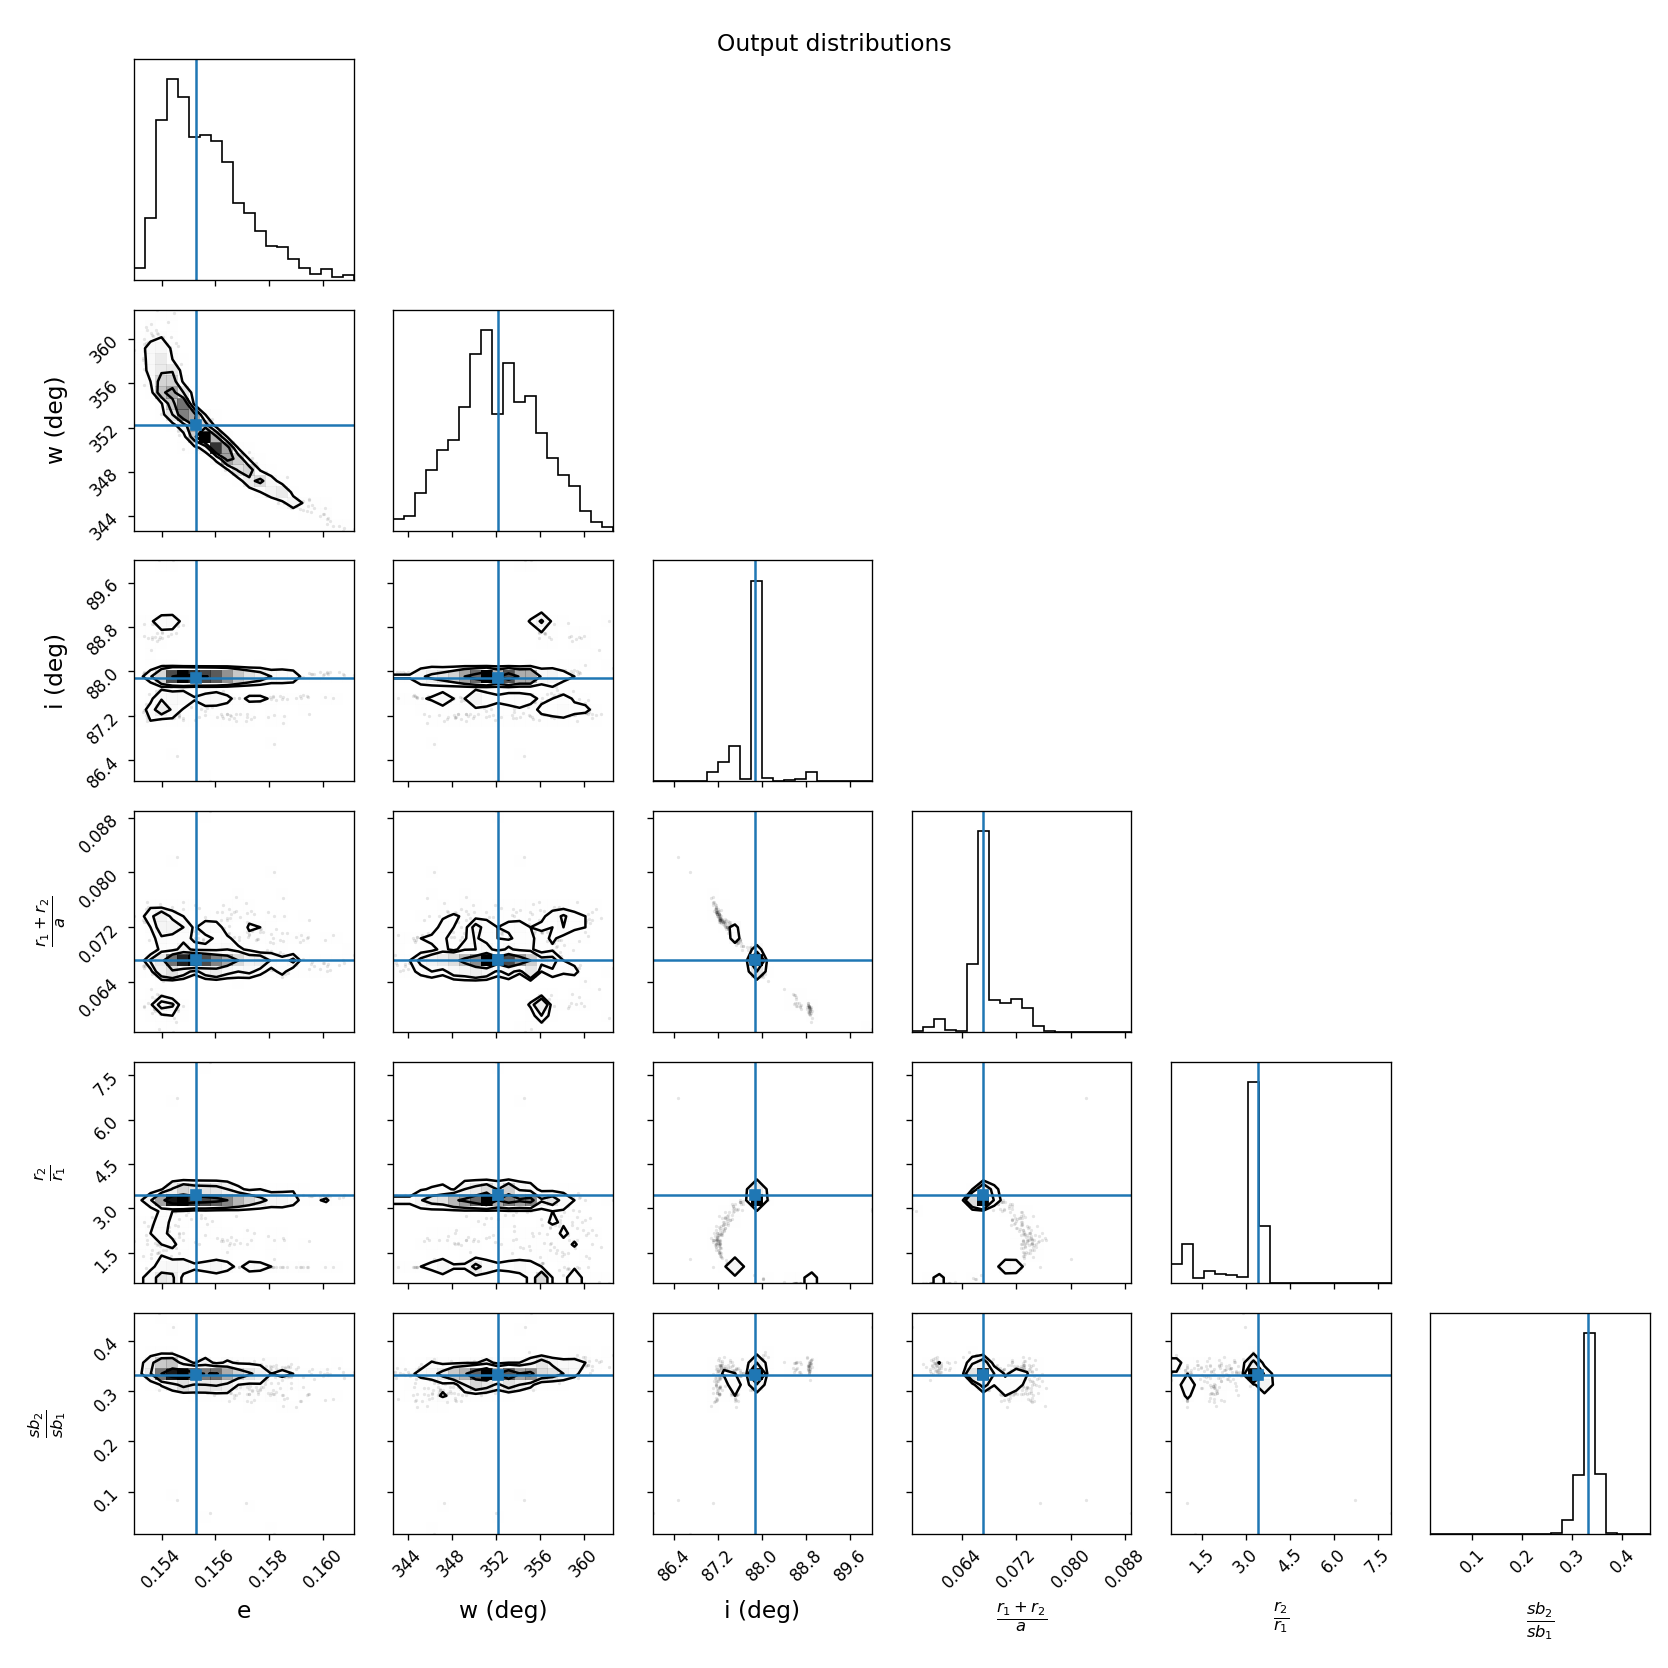 Output distributions
w (deg)
360
356
352
348
344
i (deg)
89.6
88.8
88.0
87.2
86.4
r₁ + r₂
a
0.088
0.080
0.072
0.064
r₂
r₁
7.5
6.0
4.5
3.0
1.5
sb₂
sb₁
0.4
0.3
0.2
0.1
0.154 0.156 0.158 0.160 344 348 352 356 360 86.4 87.2 88.0 88.8 89.6 0.064 0.072 0.080 0.088 1.5 3.0 4.5 6.0 7.5 0.1 0.2 0.3 0.4
e w (deg) i (deg)
r₁ + r₂
a
r₂
r₁
sb₂
sb₁